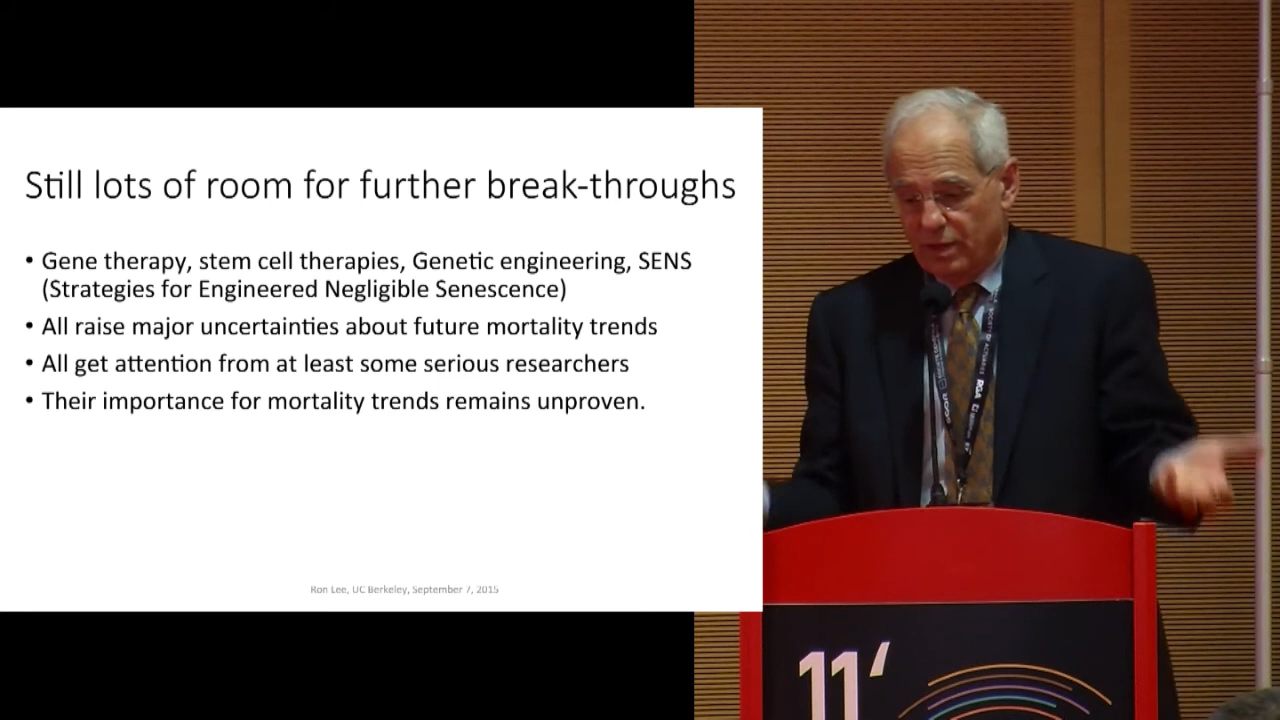 Still lots of room for further break-throughs
• Gene therapy, stem cell therapies, Genetic engineering, SENS
(Strategies for Engineered Negligible Senescence)
• All raise major uncertainties about future mortality trends
• All get attention from at least some serious researchers
• Their importance for mortality trends remains unproven.
Ron Lee, UC Berkeley, September 7, 2015
RGA
11‘